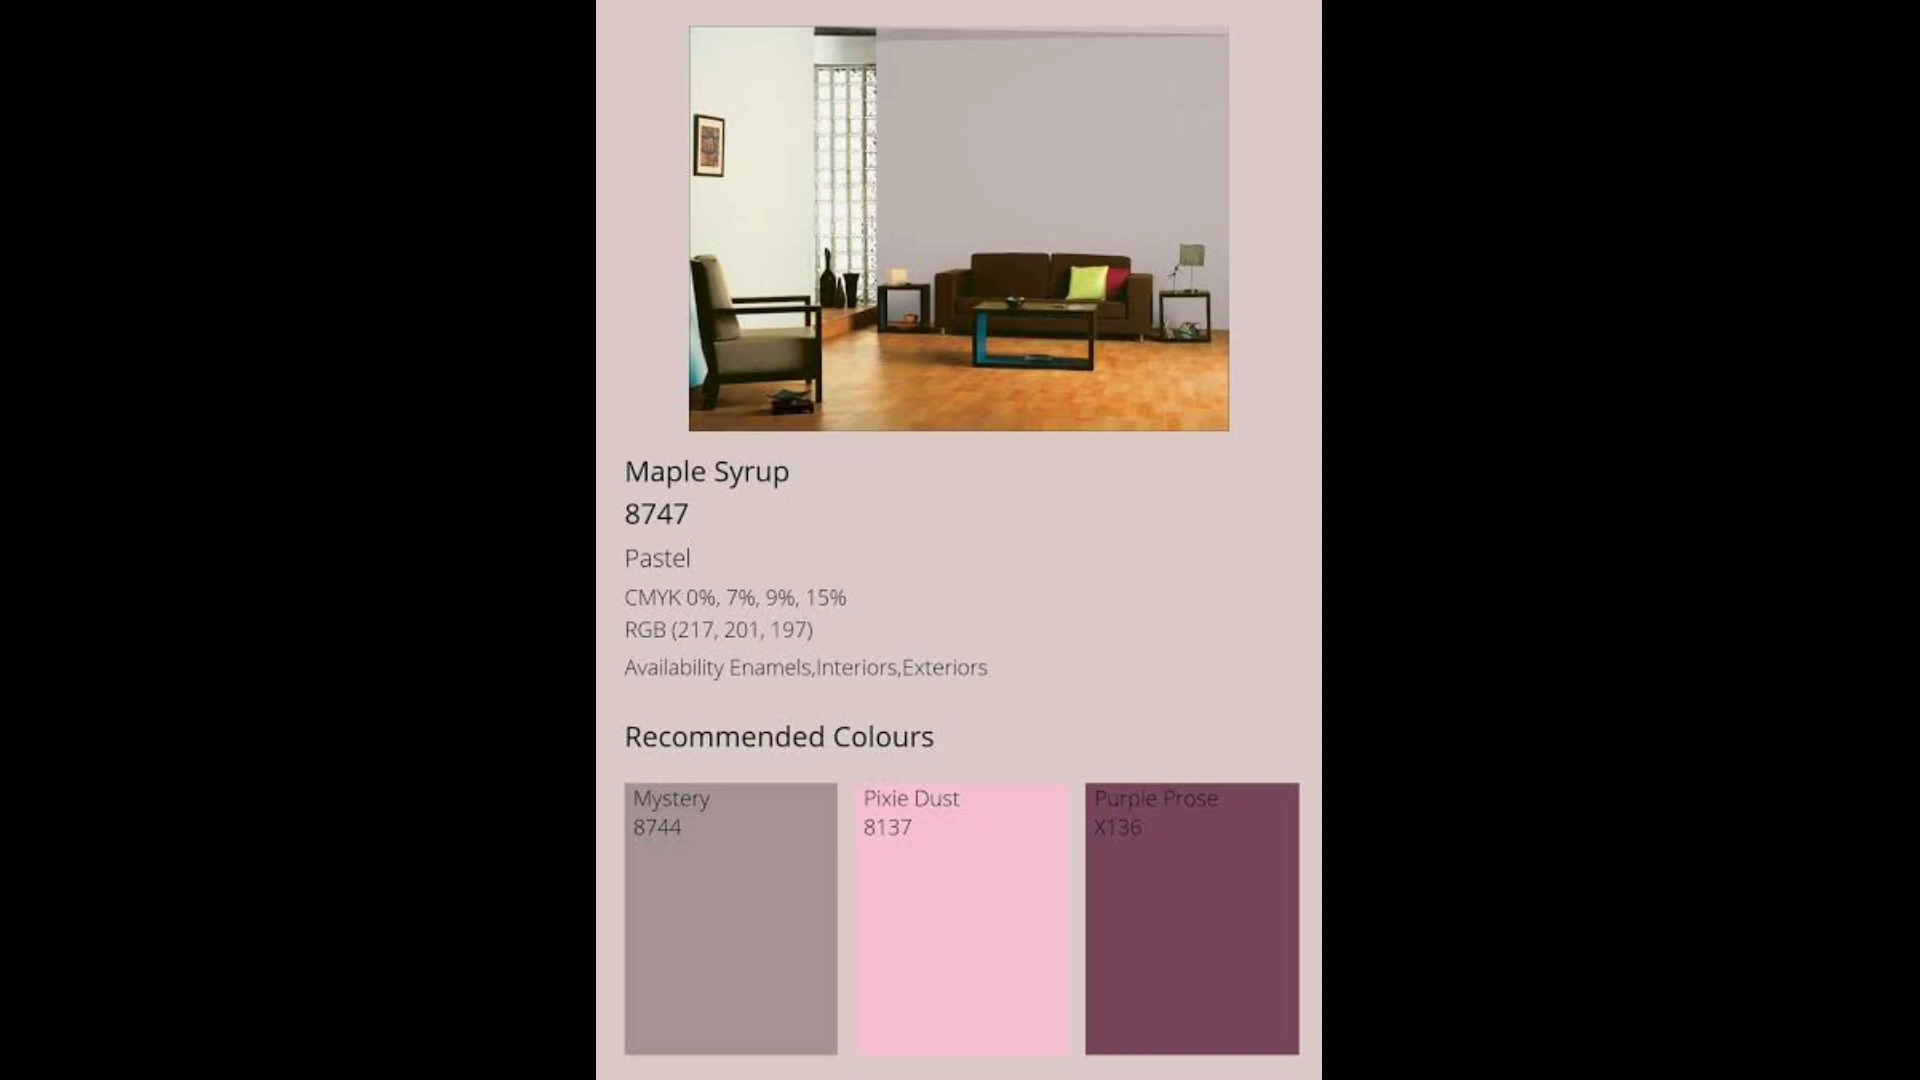 Maple Syrup
8747
Pastel
CMYK 0%, 7%, 9%, 15%
RGB (217, 201, 197)
Availability Enamels,Interiors,Exteriors
Recommended Colours
Mystery
8744
Pixie Dust
8137
Purple Prose
X136